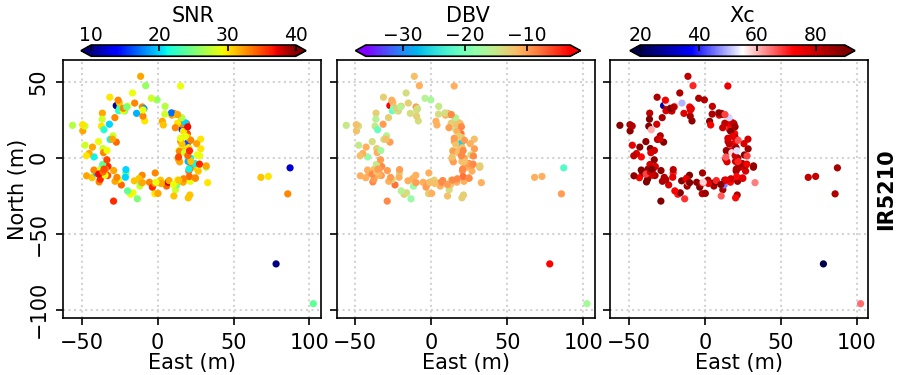 SNR DBV Xc
10 20 30 40 −30 −20 −10 20 40 60 80
50
0
−50
−100
North (m)
IR5210
−50 0 50 100 −50 0 50 100 −50 0 50 100
East (m) East (m) East (m)